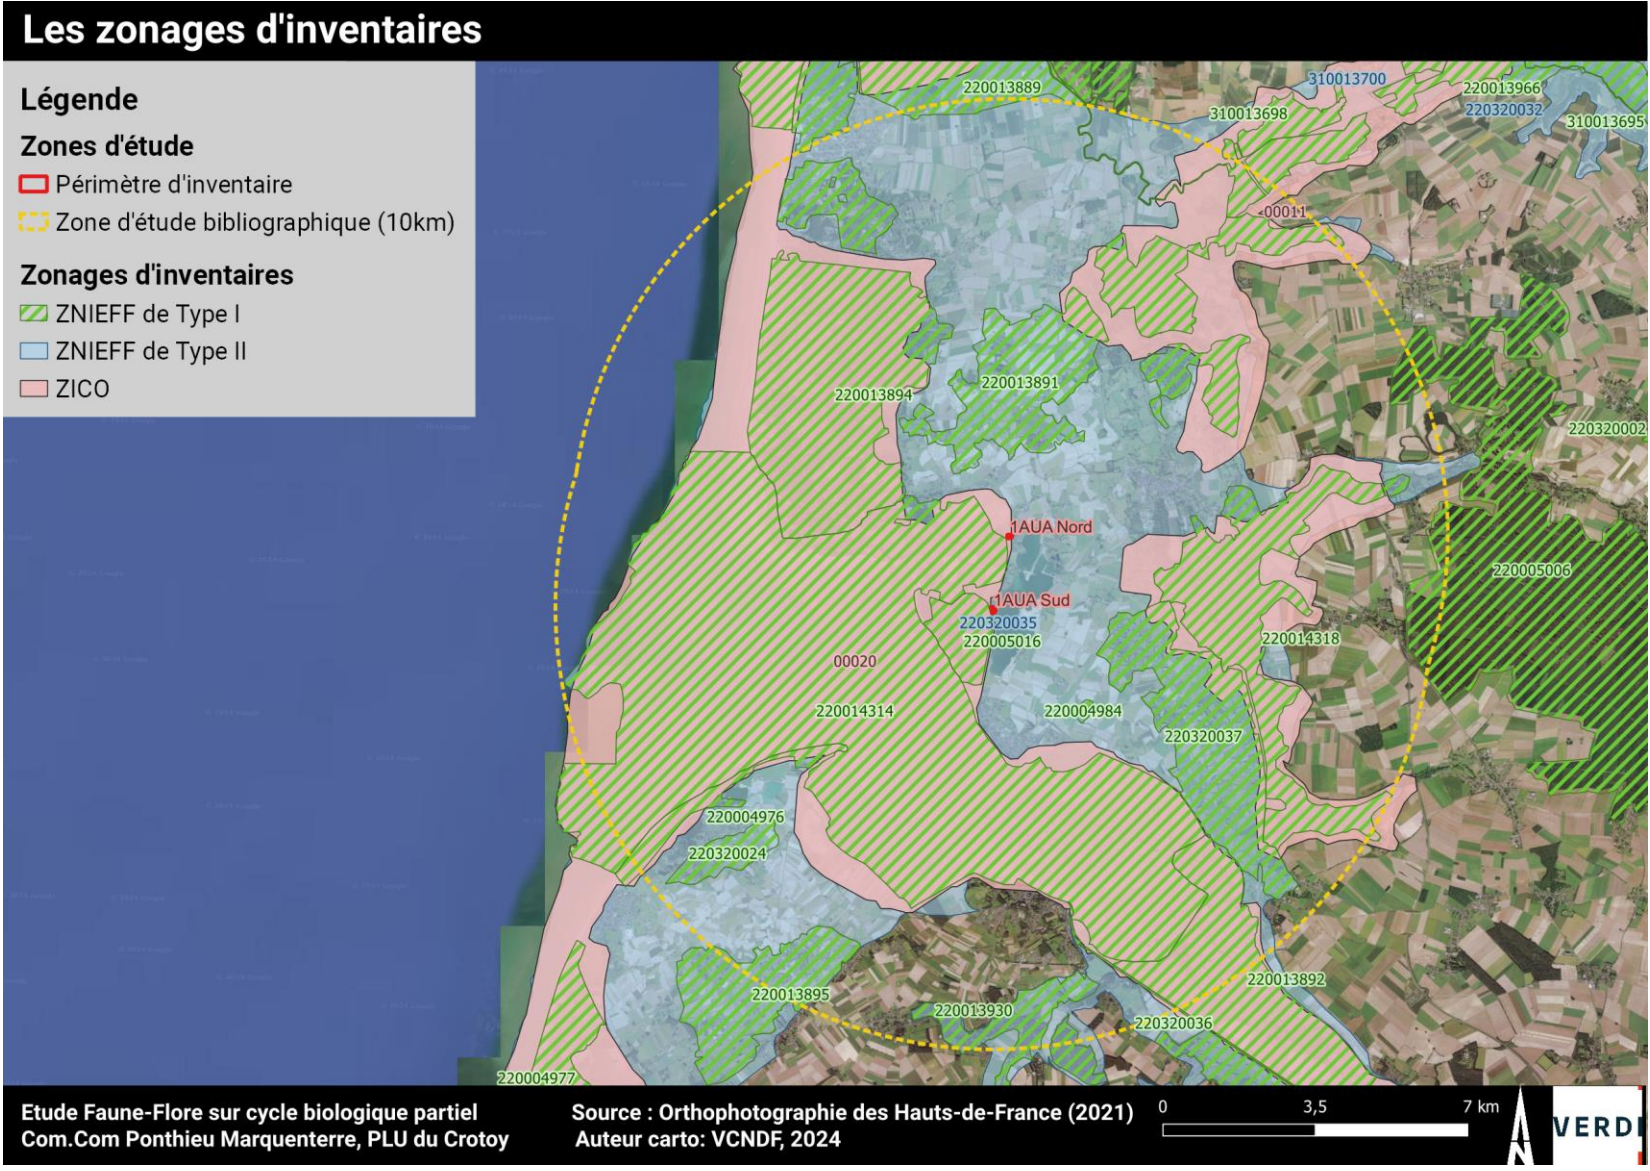 Les zonages d'inventaires
Légende
Zones d'étude
Périmètre d'inventaire
Zone d'étude bibliographique (10km)
Zonages d'inventaires
ZNIEFF de Type I
ZNIEFF de Type II
ZICO
310013700
220013889
220013966
310013698
220320032
310013695
00011
220013891
220013894
220320002
1AUA Nord
220005006
1AUA Sud
220320035
220005016
220014318
00020
220014314
220004984
220320037
220004976
220320024
220013892
220013895
220013930
220320036
220004977
Etude Faune-Flore sur cycle biologique partiel
Com.Com Ponthieu Marquenterre, PLU du Crotoy
Source : Orthophotographie des Hauts-de-France (2021)
Auteur carto: VCNDF, 2024
0 3,5 7 km
N
VERDI